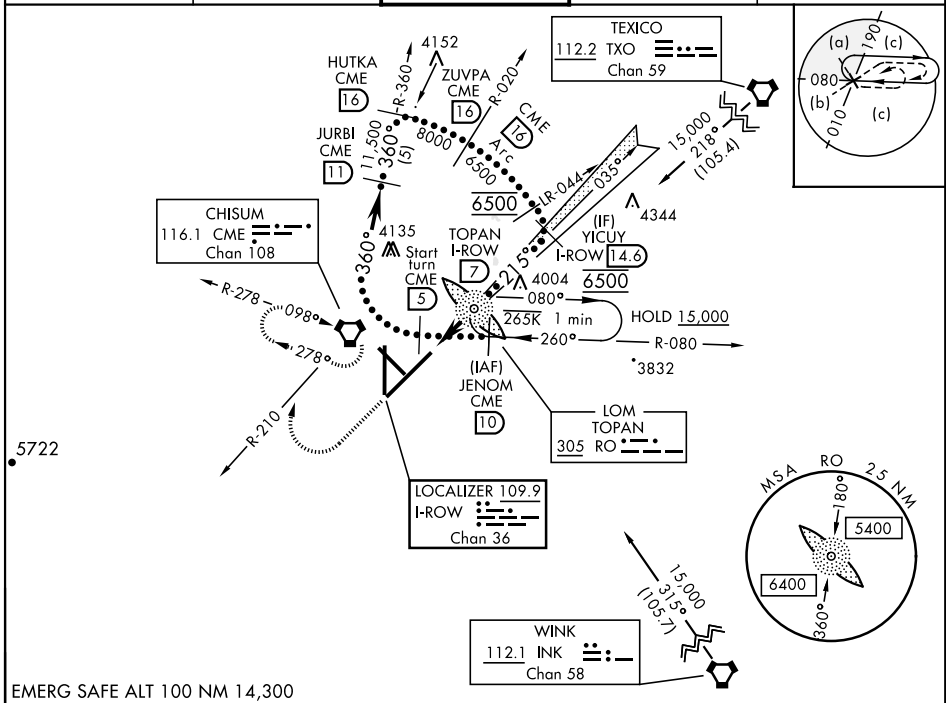 TEXICO
112.2 TXO
Chan 59
(a)
190
(c)
080
(b)
010
(c)
HUTKA
CME
16
R-360
4152
ZUVPA
CME
16
R-020
CME
16
Arc
8000
6500
JURBI
CME
11
11,500
360°
(5)
15,000
218°
(105.4)
6500
LR-044
035°
4344
(IF)
YICUY
I-ROW 14.6
6500
CHISUM
116.1 CME
Chan 108
4135
360°
Start
turn
CME
5
TOPAN
I-ROW
7
215°
4004
080°
265K 1 min
260°
HOLD 15,000
R-080
3832
R-278
098°
278°
R-210
(IAF)
JENOM
CME
10
LOM
TOPAN
305 RO
5722
LOCALIZER 109.9
I-ROW
Chan 36
MSA RO 25 NM
180°
5400
6400
360°
15,000
315°
(105.7)
WINK
112.1 INK
Chan 58
EMERG SAFE ALT 100 NM 14,300